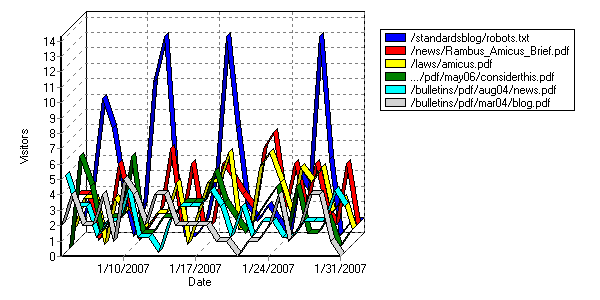 14
13
12
11
10
9
8
7
6
5
4
3
2
1
0
Visitors
1/10/2007 1/17/2007 1/24/2007 1/31/2007
Date
/standardsblog/robots.txt
/news/Rambus_Amicus_Brief.pdf
/laws/amicus.pdf
.../pdf/may06/considerthis.pdf
/bulletins/pdf/aug04/news.pdf
/bulletins/pdf/mar04/blog.pdf